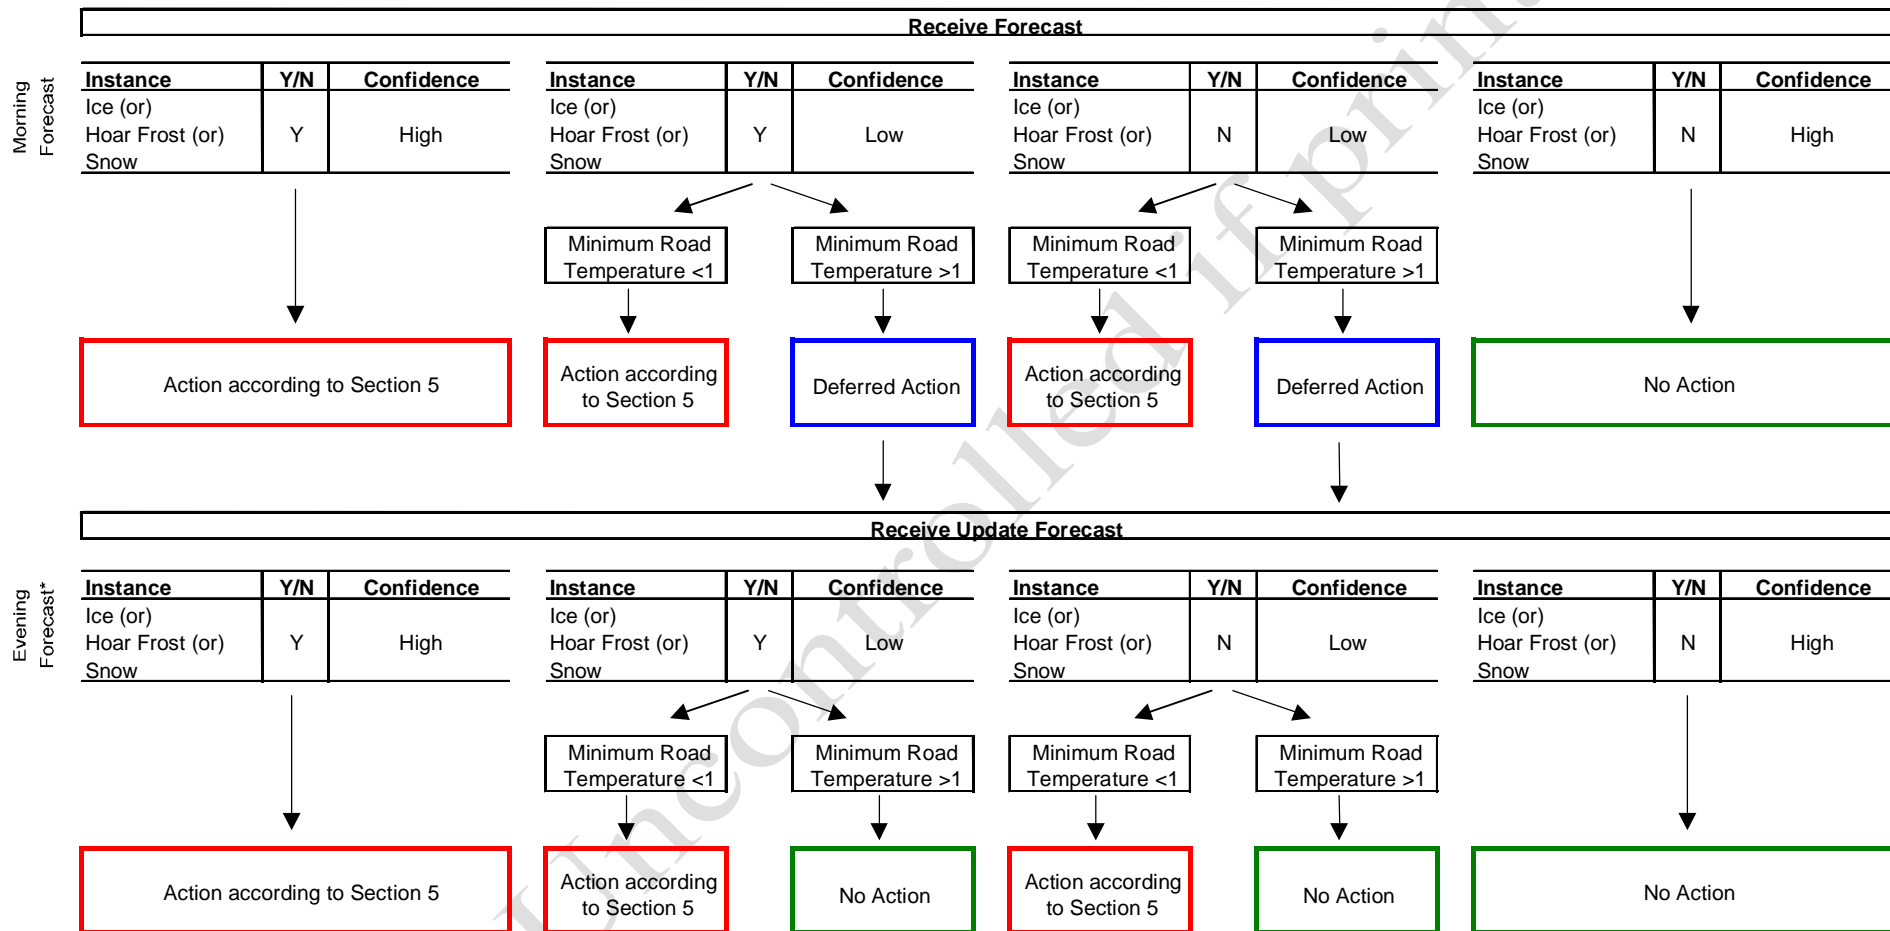 Receive Forecast
Morning
Forecast
Instance Y/N Confidence Instance Y/N Confidence Instance Y/N Confidence Instance Y/N Confidence
Ice (or) Ice (or) Ice (or) Ice (or)
Hoar Frost (or) Y High Hoar Frost (or) Y Low Hoar Frost (or) N Low Hoar Frost (or) N High
Snow Snow Snow Snow
Minimum Road Minimum Road Minimum Road Minimum Road
Temperature <1 Temperature >1 Temperature <1 Temperature >1
Action according to Section 5
Action according
to Section 5
Deferred Action
Action according
to Section 5
Deferred Action
No Action
Receive Update Forecast
Evening
Forecast*
Instance Y/N Confidence Instance Y/N Confidence Instance Y/N Confidence Instance Y/N Confidence
Ice (or) Ice (or) Ice (or) Ice (or)
Hoar Frost (or) Y High Hoar Frost (or) Y Low Hoar Frost (or) N Low Hoar Frost (or) N High
Snow Snow Snow Snow
Minimum Road Minimum Road Minimum Road Minimum Road
Temperature <1 Temperature >1 Temperature <1 Temperature >1
Action according to Section 5
Action according
to Section 5
No Action
Action according
to Section 5
No Action
No Action
Uncontrolled if print